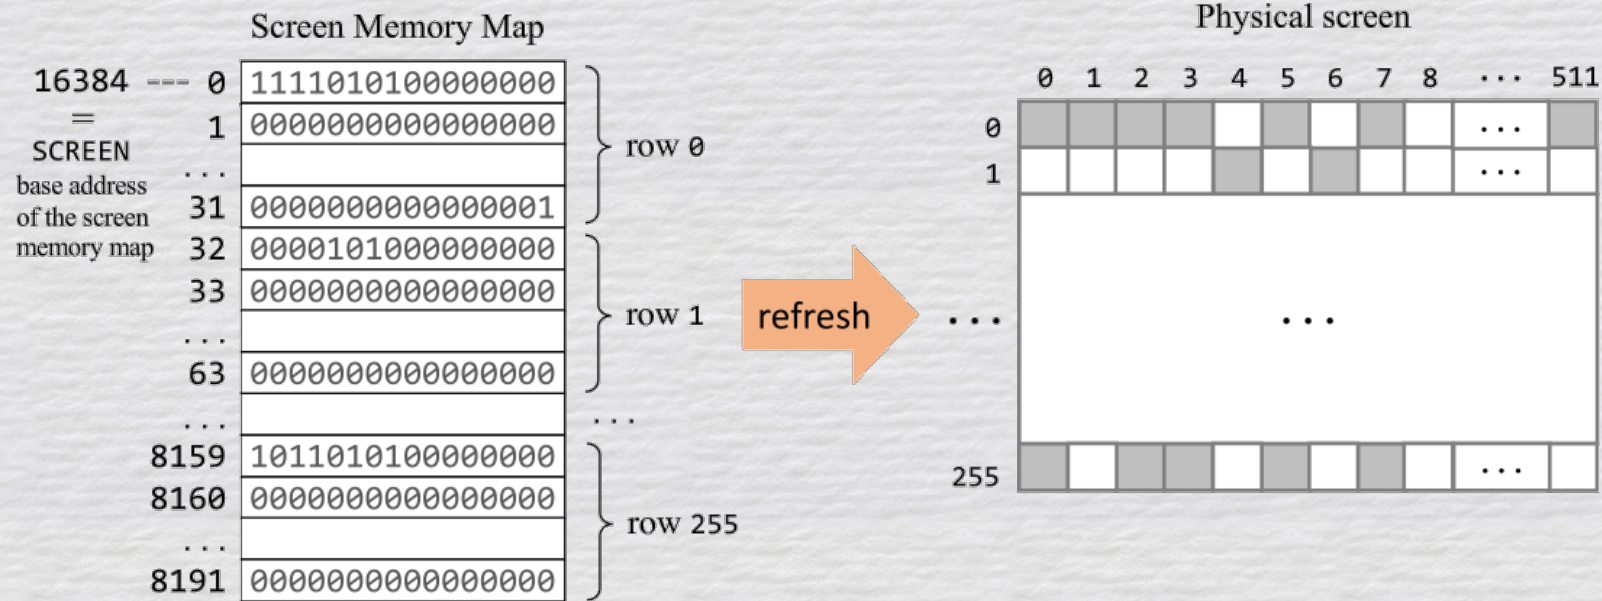 Screen Memory Map
16384 --- 0 1111010100000000
=
SCREEN
base address
of the screen
memory map
1 0000000000000000
...
31 0000000000000001
row 0
32 0000101000000000
33 0000000000000000
...
63 0000000000000000
row 1
... ...
8159 1011010100000000
8160 0000000000000000
...
8191 0000000000000000
row 255
refresh
Physical screen
0 1 2 3 4 5 6 7 8 ... 511
0 ...
1 ...
... ...
255 ...